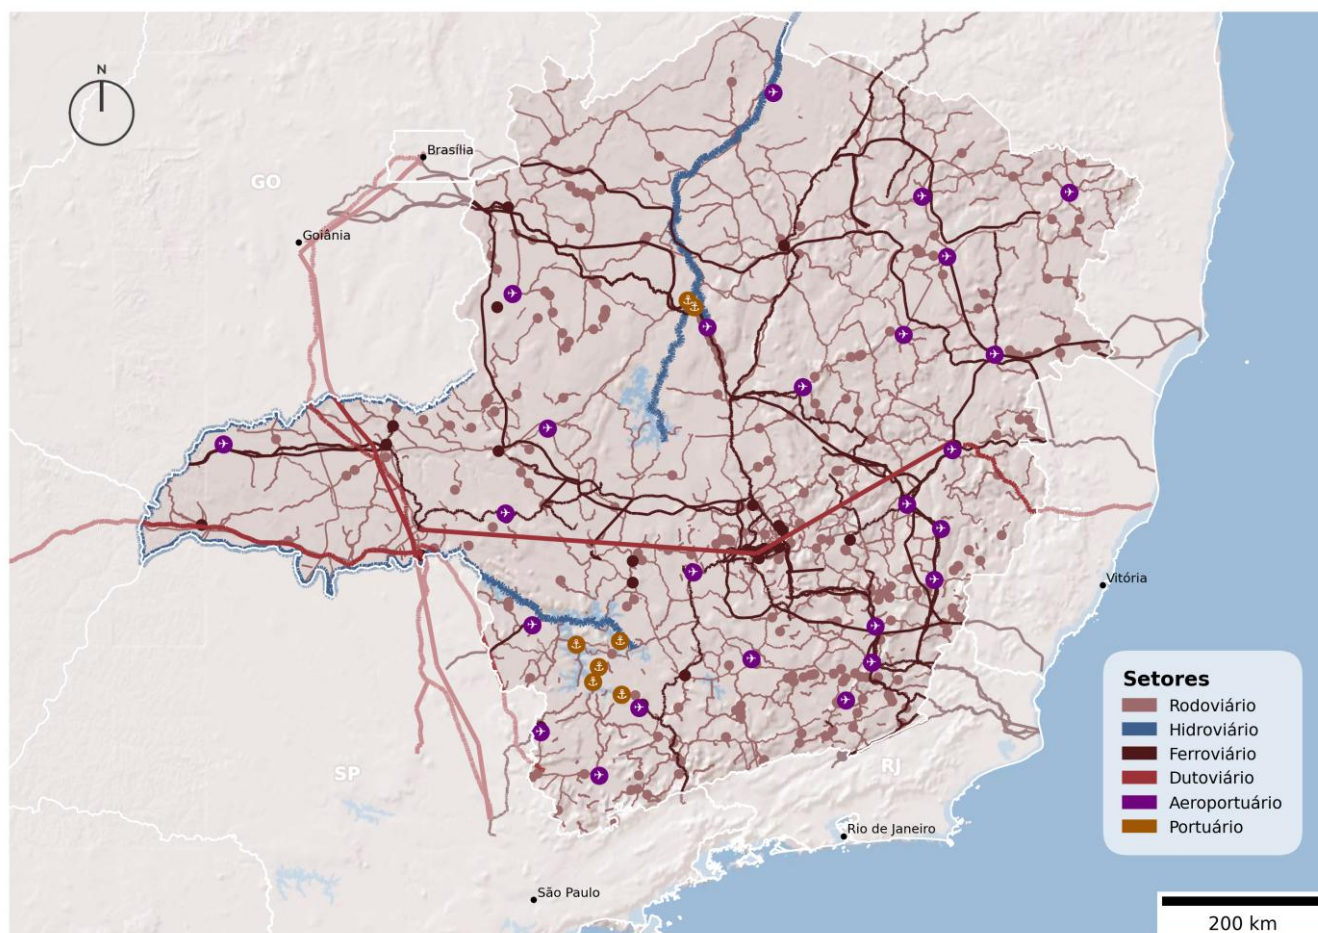 N
Brasília
GO
Goiânia
ES
Vitória
SP
RJ
Rio de Janeiro
São Paulo
Setores
Rodoviário
Hidroviário
Ferroviário
Dutoviário
Aeroportuário
Portuário
200 km